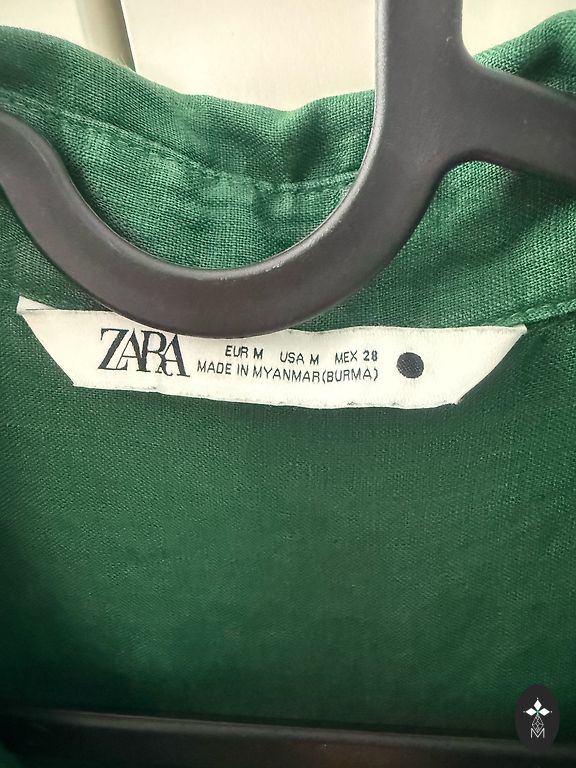 ZARA
EUR M USA M MEX 28
MADE IN MYANMAR(BURMA)
M